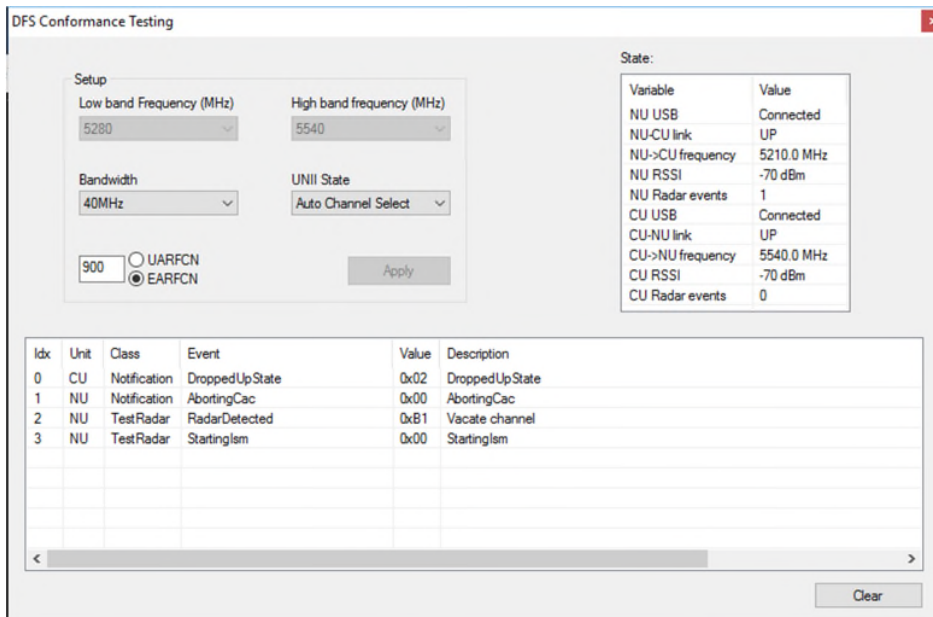 DFS Conformance Testing
Setup
Low band Frequency (MHz) High band frequency (MHz)
5280 5540
Bandwidth UNII State
40MHz Auto Channel Select
900 UARFCN
EARFCN
Apply
State:
Variable Value
NU USB Connected
NU-CU link UP
NU->CU frequency 5210.0 MHz
NU RSSI -70 dBm
NU Radar events 1
CU USB Connected
CU-NU link UP
CU->NU frequency 5540.0 MHz
CU RSSI -70 dBm
CU Radar events 0
Idx Unit Class Event Value Description
0 CU Notification DroppedUpState 0x02 DroppedUpState
1 NU Notification AbortingCac 0x00 AbortingCac
2 NU TestRadar RadarDetected 0xB1 Vacate channel
3 NU TestRadar StartingIsm 0x00 StartingIsm
Clear